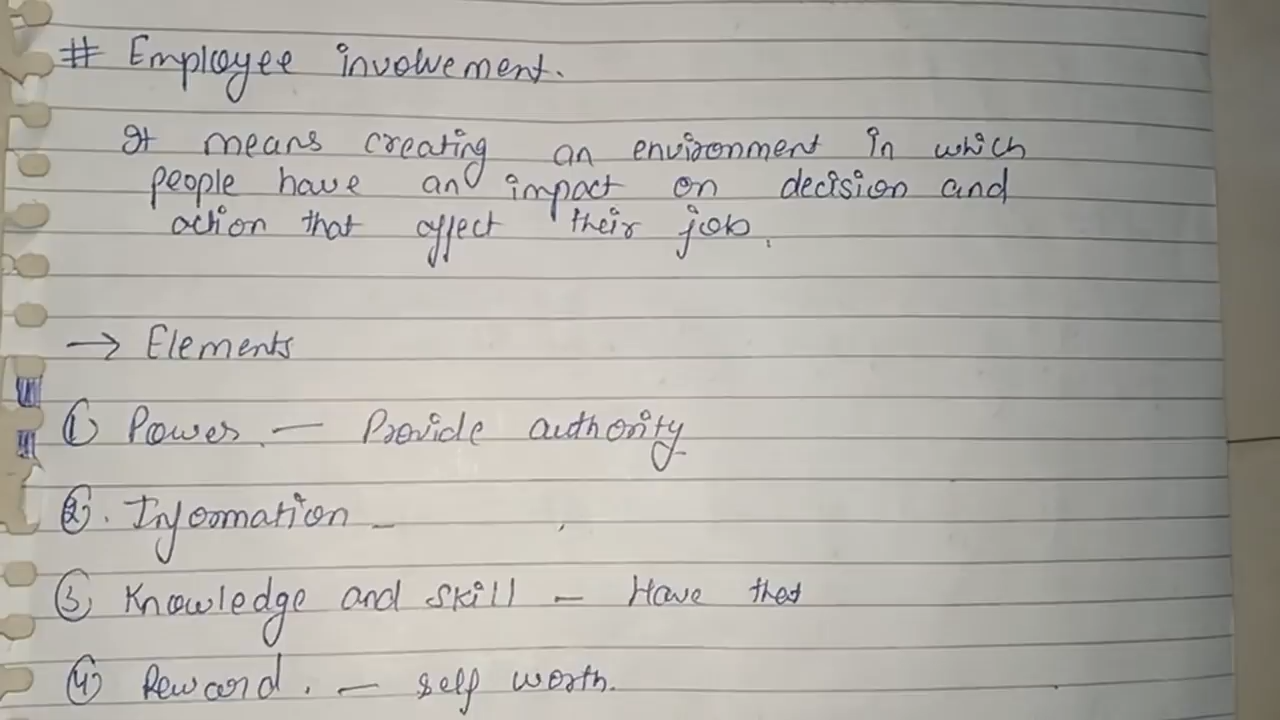 # Employee involvement.
It means creating an environment in which
people have an impact on decision and
action that affect their job.
→ Elements
① Power. — Provide authority
②. Information –
③ Knowledge and skill – Have that
④ Reward. — self worth.